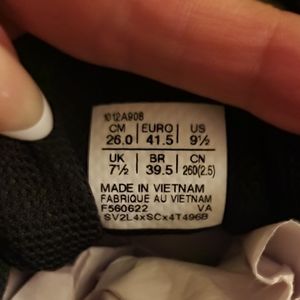 1012A908
CM EURO US
26.0 41.5 9½
UK BR CN
7½ 39.5 260(2.5)
MADE IN VIETNAM
FABRIQUE AU VIETNAM
F560622 VA
SV2L4xSCx4T496B